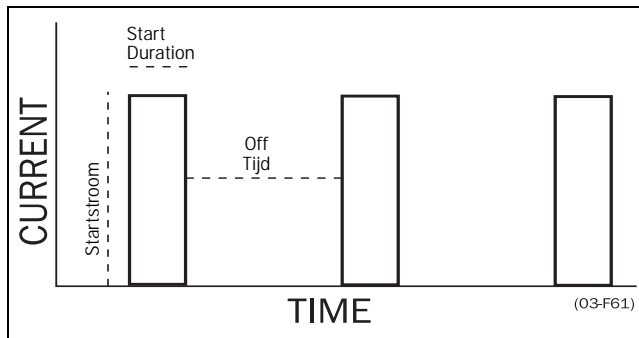 Start
Duration
CURRENT
Startstroom
Off
Tijd
TIME
(03-F61)